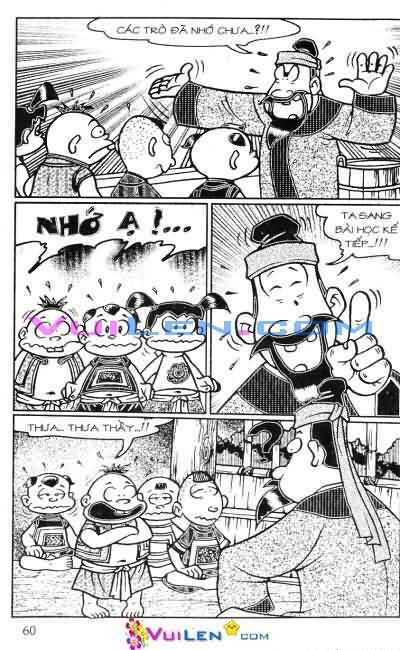 CÁC TRÒ ĐÃ NHỚ CHƯA...?!!
NHỚ Ạ!...
TA SANG
BÀI HỌC KẾ
TIẾP...!!!
VUILEN.COM
THƯA... THƯA THẦY...!!
60
VUILEN.COM